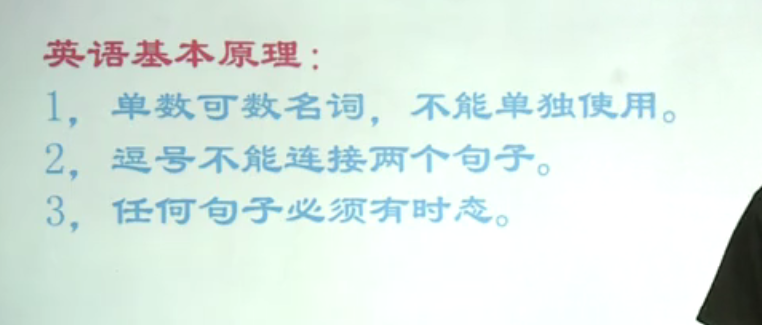 英语基本原理：
1，单数可数名词，不能单独使用。
2，逗号不能连接两个句子。
3，任何句子必须有时态。